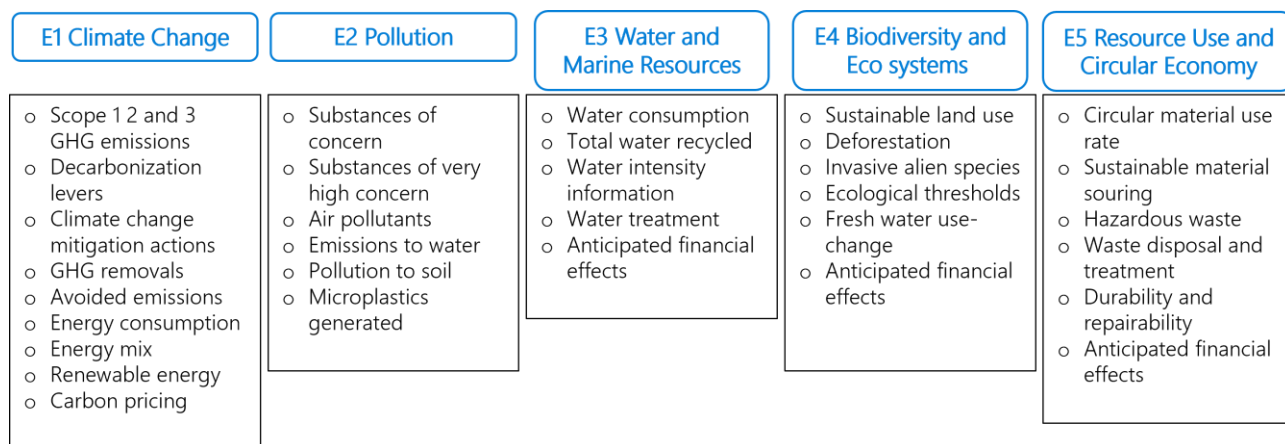 E1 Climate Change
o Scope 1 2 and 3
GHG emissions
o Decarbonization
levers
o Climate change
mitigation actions
o GHG removals
o Avoided emissions
o Energy consumption
o Energy mix
o Renewable energy
o Carbon pricing
E2 Pollution
o Substances of
concern
o Substances of very
high concern
o Air pollutants
o Emissions to water
o Pollution to soil
o Microplastics
generated
E3 Water and
Marine Resources
o Water consumption
o Total water recycled
o Water intensity
information
o Water treatment
o Anticipated financial
effects
E4 Biodiversity and
Eco systems
o Sustainable land use
o Deforestation
o Invasive alien species
o Ecological thresholds
o Fresh water use-
change
o Anticipated financial
effects
E5 Resource Use and
Circular Economy
o Circular material use
rate
o Sustainable material
souring
o Hazardous waste
o Waste disposal and
treatment
o Durability and
repairability
o Anticipated financial
effects